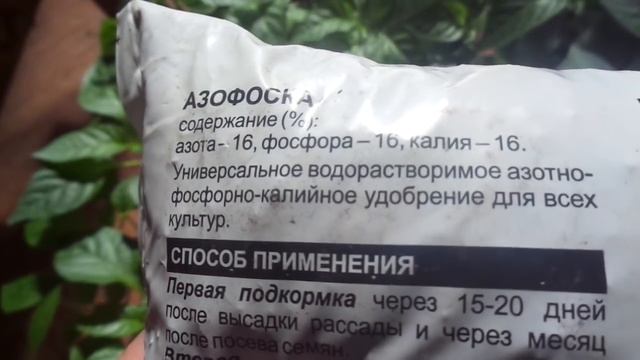 АЗОФОСКА
содержание (%):
азота – 16, фосфора – 16, калия – 16.
Универсальное водорастворимое азотно-
фосфорно-калийное удобрение для всех
культур.
СПОСОБ ПРИМЕНЕНИЯ
Первая подкормка через 15-20 дней
после высадки рассады и через месяц
после посева семян.